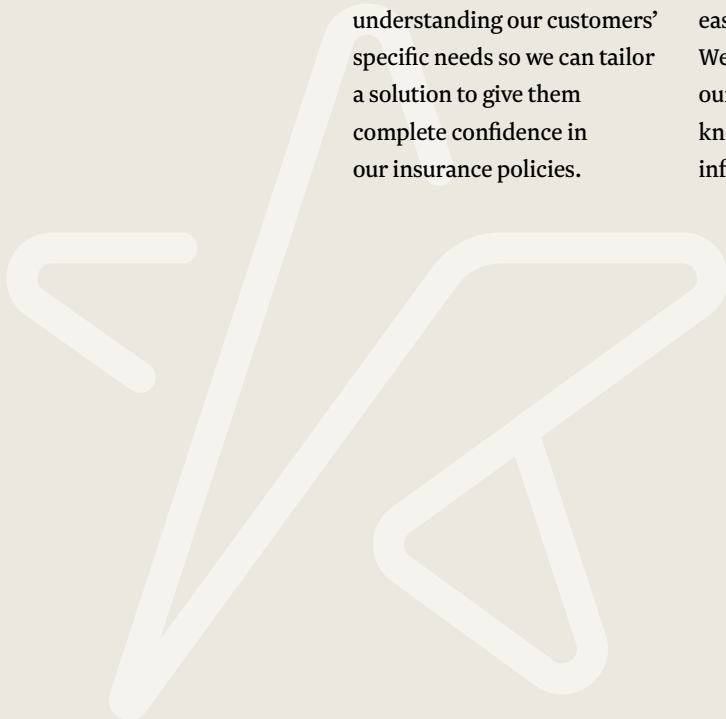 understanding our customers’
specific needs so we can tailor
a solution to give them
complete confidence in
our insurance policies.
We